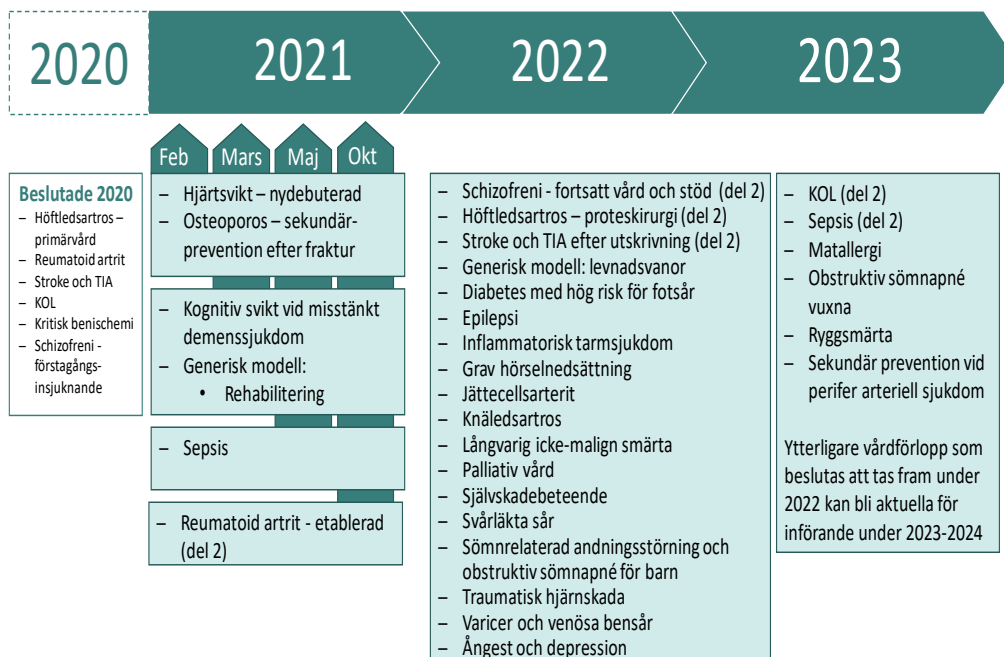 2020
2021
2022
2023
Feb
Mars
Maj
Okt
Beslutade 2020
– Höftledsartros –
primärvård
– Reumatoid artrit
– Stroke och TIA
– KOL
– Kritisk benischemi
– Schizofreni -
förstagångs-
insjuknande
– Hjärtsvikt – nydebuterad
– Osteoporos – sekundär-
prevention efter fraktur
– Kognitiv svikt vid misstänkt
demenssjukdom
– Generisk modell:
• Rehabilitering
– Sepsis
– Reumatoid artrit - etablerad
(del 2)
– Schizofreni - fortsatt vård och stöd (del 2)
– Höftledsartros – proteskirurgi (del 2)
– Stroke och TIA efter utskrivning (del 2)
– Generisk modell: levnadsvanor
– Diabetes med hög risk för fotsår
– Epilepsi
– Inflammatorisk tarmsjukdom
– Grav hörselnedsättning
– Jättecellsarterit
– Knäledsartros
– Långvarig icke-malign smärta
– Palliativ vård
– Självskadebeteende
– Svårläkta sår
– Sömnrelaterad andningsstörning och
obstruktiv sömnapné för barn
– Traumatisk hjärnskada
– Varicer och venösa bensår
– Ångest och depression
– KOL (del 2)
– Sepsis (del 2)
– Matallergi
– Obstruktiv sömnapné
vuxna
– Ryggsmärta
– Sekundär prevention vid
perifer arteriell sjukdom
Ytterligare vårdförlopp som
beslutas att tas fram under
2022 kan bli aktuella för
införande under 2023-2024